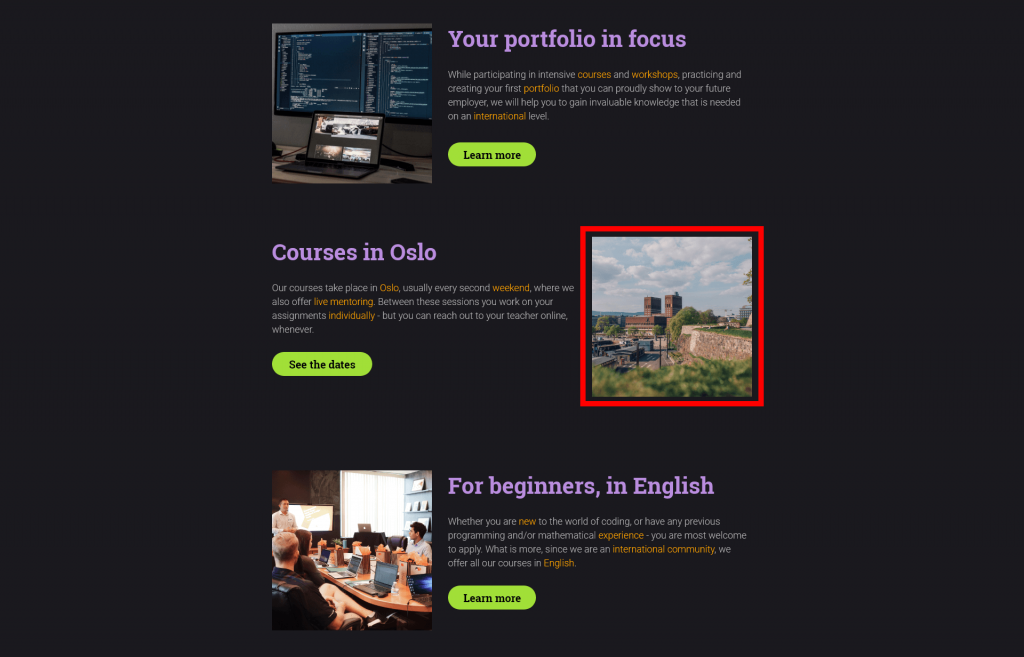 Your portfolio in focus
While participating in intensive courses and workshops, practicing and
creating your first portfolio that you can proudly show to your future
employer, we will help you to gain invaluable knowledge that is needed
on an international level.
Learn more
Courses in Oslo
Our courses take place in Oslo, usually every second weekend, where we
also offer live mentoring. Between these sessions you work on your
assignments individually - but you can reach out to your teacher online,
whenever.
See the dates
For beginners, in English
Whether you are new to the world of coding, or have any previous
programming and/or mathematical experience - you are most welcome
to apply. What is more, since we are an international community, we
offer all our courses in English.
Learn more